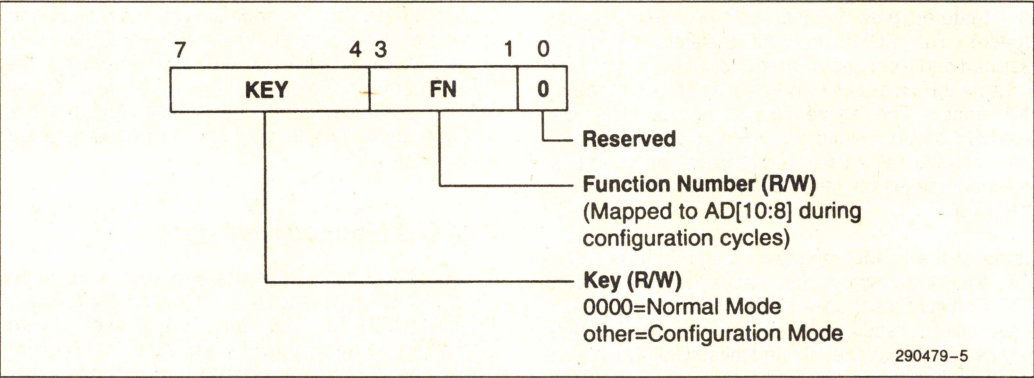 7 4 3 1 0
KEY FN 0
Reserved
Function Number (R/W)
(Mapped to AD[10:8] during
configuration cycles)
Key (R/W)
0000=Normal Mode
other=Configuration Mode
290479–5